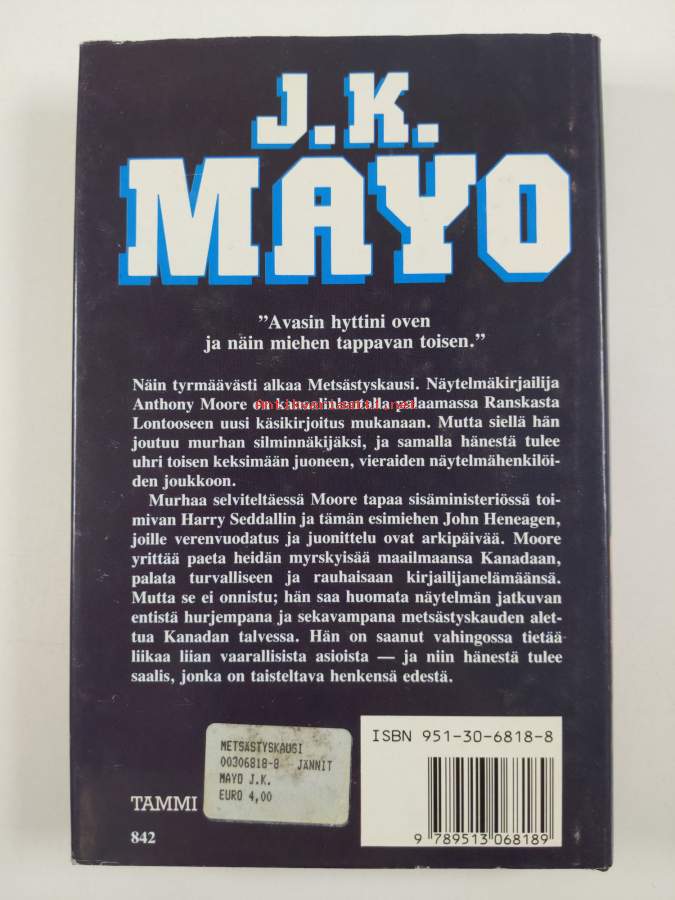 J.K.
MAYO
”Avasin hyttini oven
ja näin miehen tappavan toisen.”
Näin tyrmäävästi alkaa Metsästyskausi. Näytelmäkirjailija
Anthony Moore on kanaalinlautalla palaamassa Ranskasta
Lontooseen uusi käsikirjoitus mukanaan. Mutta siellä hän
joutuu murhan silminnäkijäksi, ja samalla hänestä tulee
uhri toisen keksimään juoneen, vieraiden näytelmähenkilöi-
den joukkoon.
Murhaa selviteltäessä Moore tapaa sisäministeriössä toi-
mivan Harry Seddallin ja tämän esimiehen John Heneagen,
joille verenvuodatus ja juonittelu ovat arkipäivää. Moore
yrittää paeta heidän myrskyisää maailmaansa Kanadaan,
palata turvalliseen ja rauhaisaan kirjailijanelämäänsä.
Mutta se ei onnistu; hän saa huomata näytelmän jatkuvan
entistä hurjempana ja sekavampana metsästyskauden alet-
tua Kanadan talvessa. Hän on saanut vahingossa tietää
liikaa liian vaarallisista asioista — ja niin hänestä tulee
saalis, jonka on taisteltava henkensä edestä.
METSÄSTYSKAUSI
00306818-8 JÄNNIT
MAYO J.K.
EURO 4,00
ISBN 951-30-6818-8
9 789513 068189
TAMMI
842